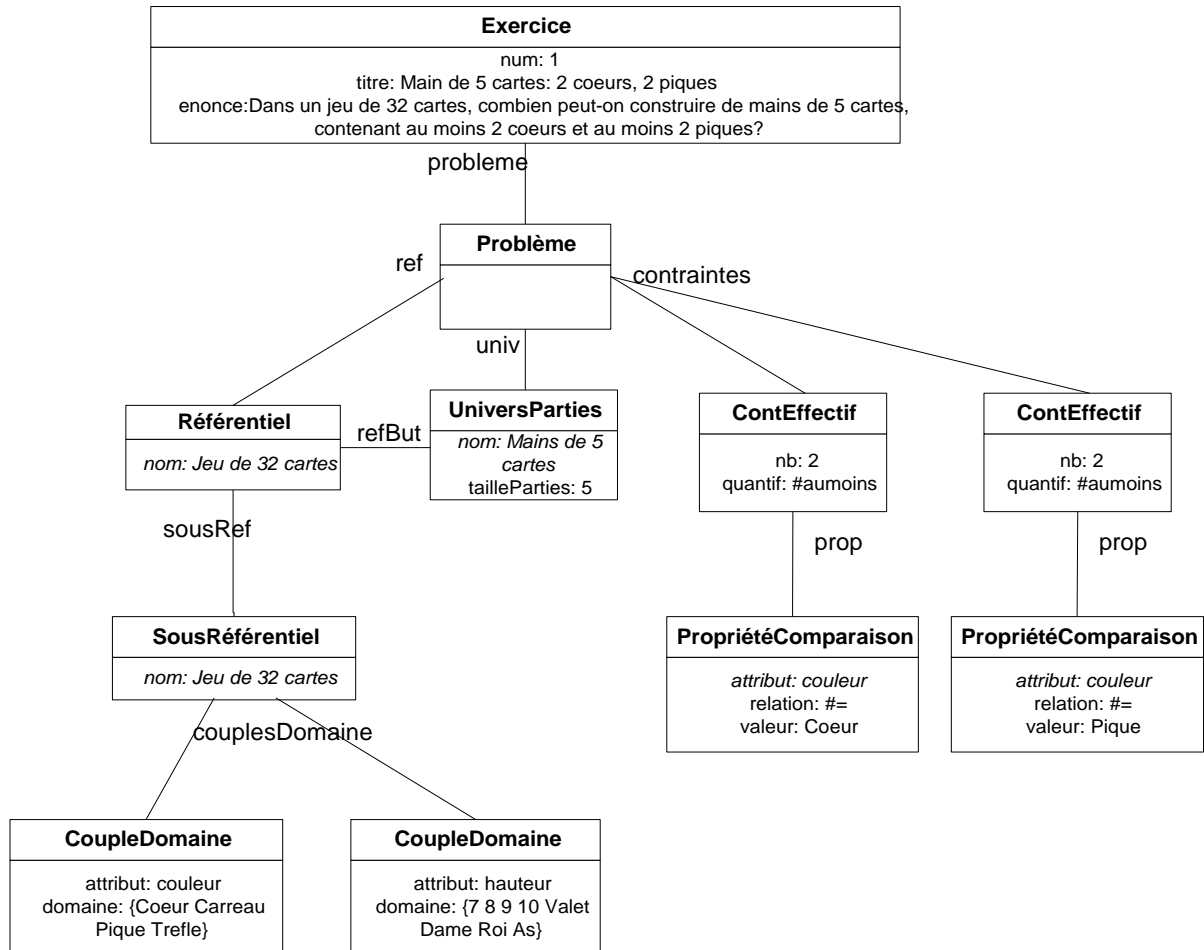 Exercice
num: 1
titre: Main de 5 cartes: 2 coeurs, 2 piques
enonce:Dans un jeu de 32 cartes, combien peut-on construire de mains de 5 cartes,
contenant au moins 2 coeurs et au moins 2 piques?
probleme
Problème
ref
contraintes
univ
Référentiel
nom: Jeu de 32 cartes
refBut
UniversParties
nom: Mains de 5
cartes
tailleParties: 5
ContEffectif
nb: 2
quantif: #aumoins
ContEffectif
nb: 2
quantif: #aumoins
sousRef
prop
prop
SousRéférentiel
nom: Jeu de 32 cartes
PropriétéComparaison
attribut: couleur
relation: #=
valeur: Coeur
PropriétéComparaison
attribut: couleur
relation: #=
valeur: Pique
couplesDomaine
CoupleDomaine
attribut: couleur
domaine: {Coeur Carreau
Pique Trefle}
CoupleDomaine
attribut: hauteur
domaine: {7 8 9 10 Valet
Dame Roi As}